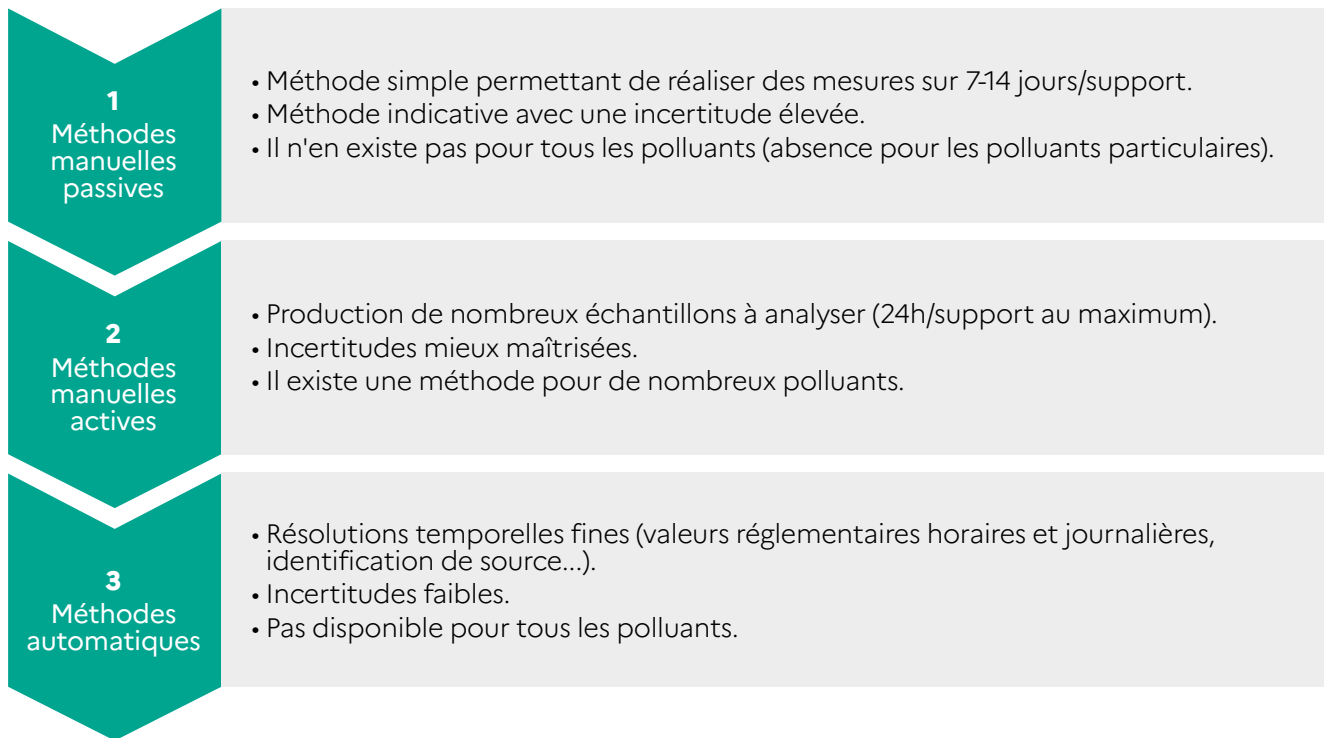 1
Méthodes
manuelles
passives
• Méthode simple permettant de réaliser des mesures sur 7-14 jours/support.
• Méthode indicative avec une incertitude élevée.
• Il n'en existe pas pour tous les polluants (absence pour les polluants particulaires).
2
Méthodes
manuelles
actives
• Production de nombreux échantillons à analyser (24h/support au maximum).
• Incertitudes mieux maîtrisées.
• Il existe une méthode pour de nombreux polluants.
3
Méthodes
automatiques
• Résolutions temporelles fines (valeurs réglementaires horaires et journalières,
identification de source...).
• Incertitudes faibles.
• Pas disponible pour tous les polluants.